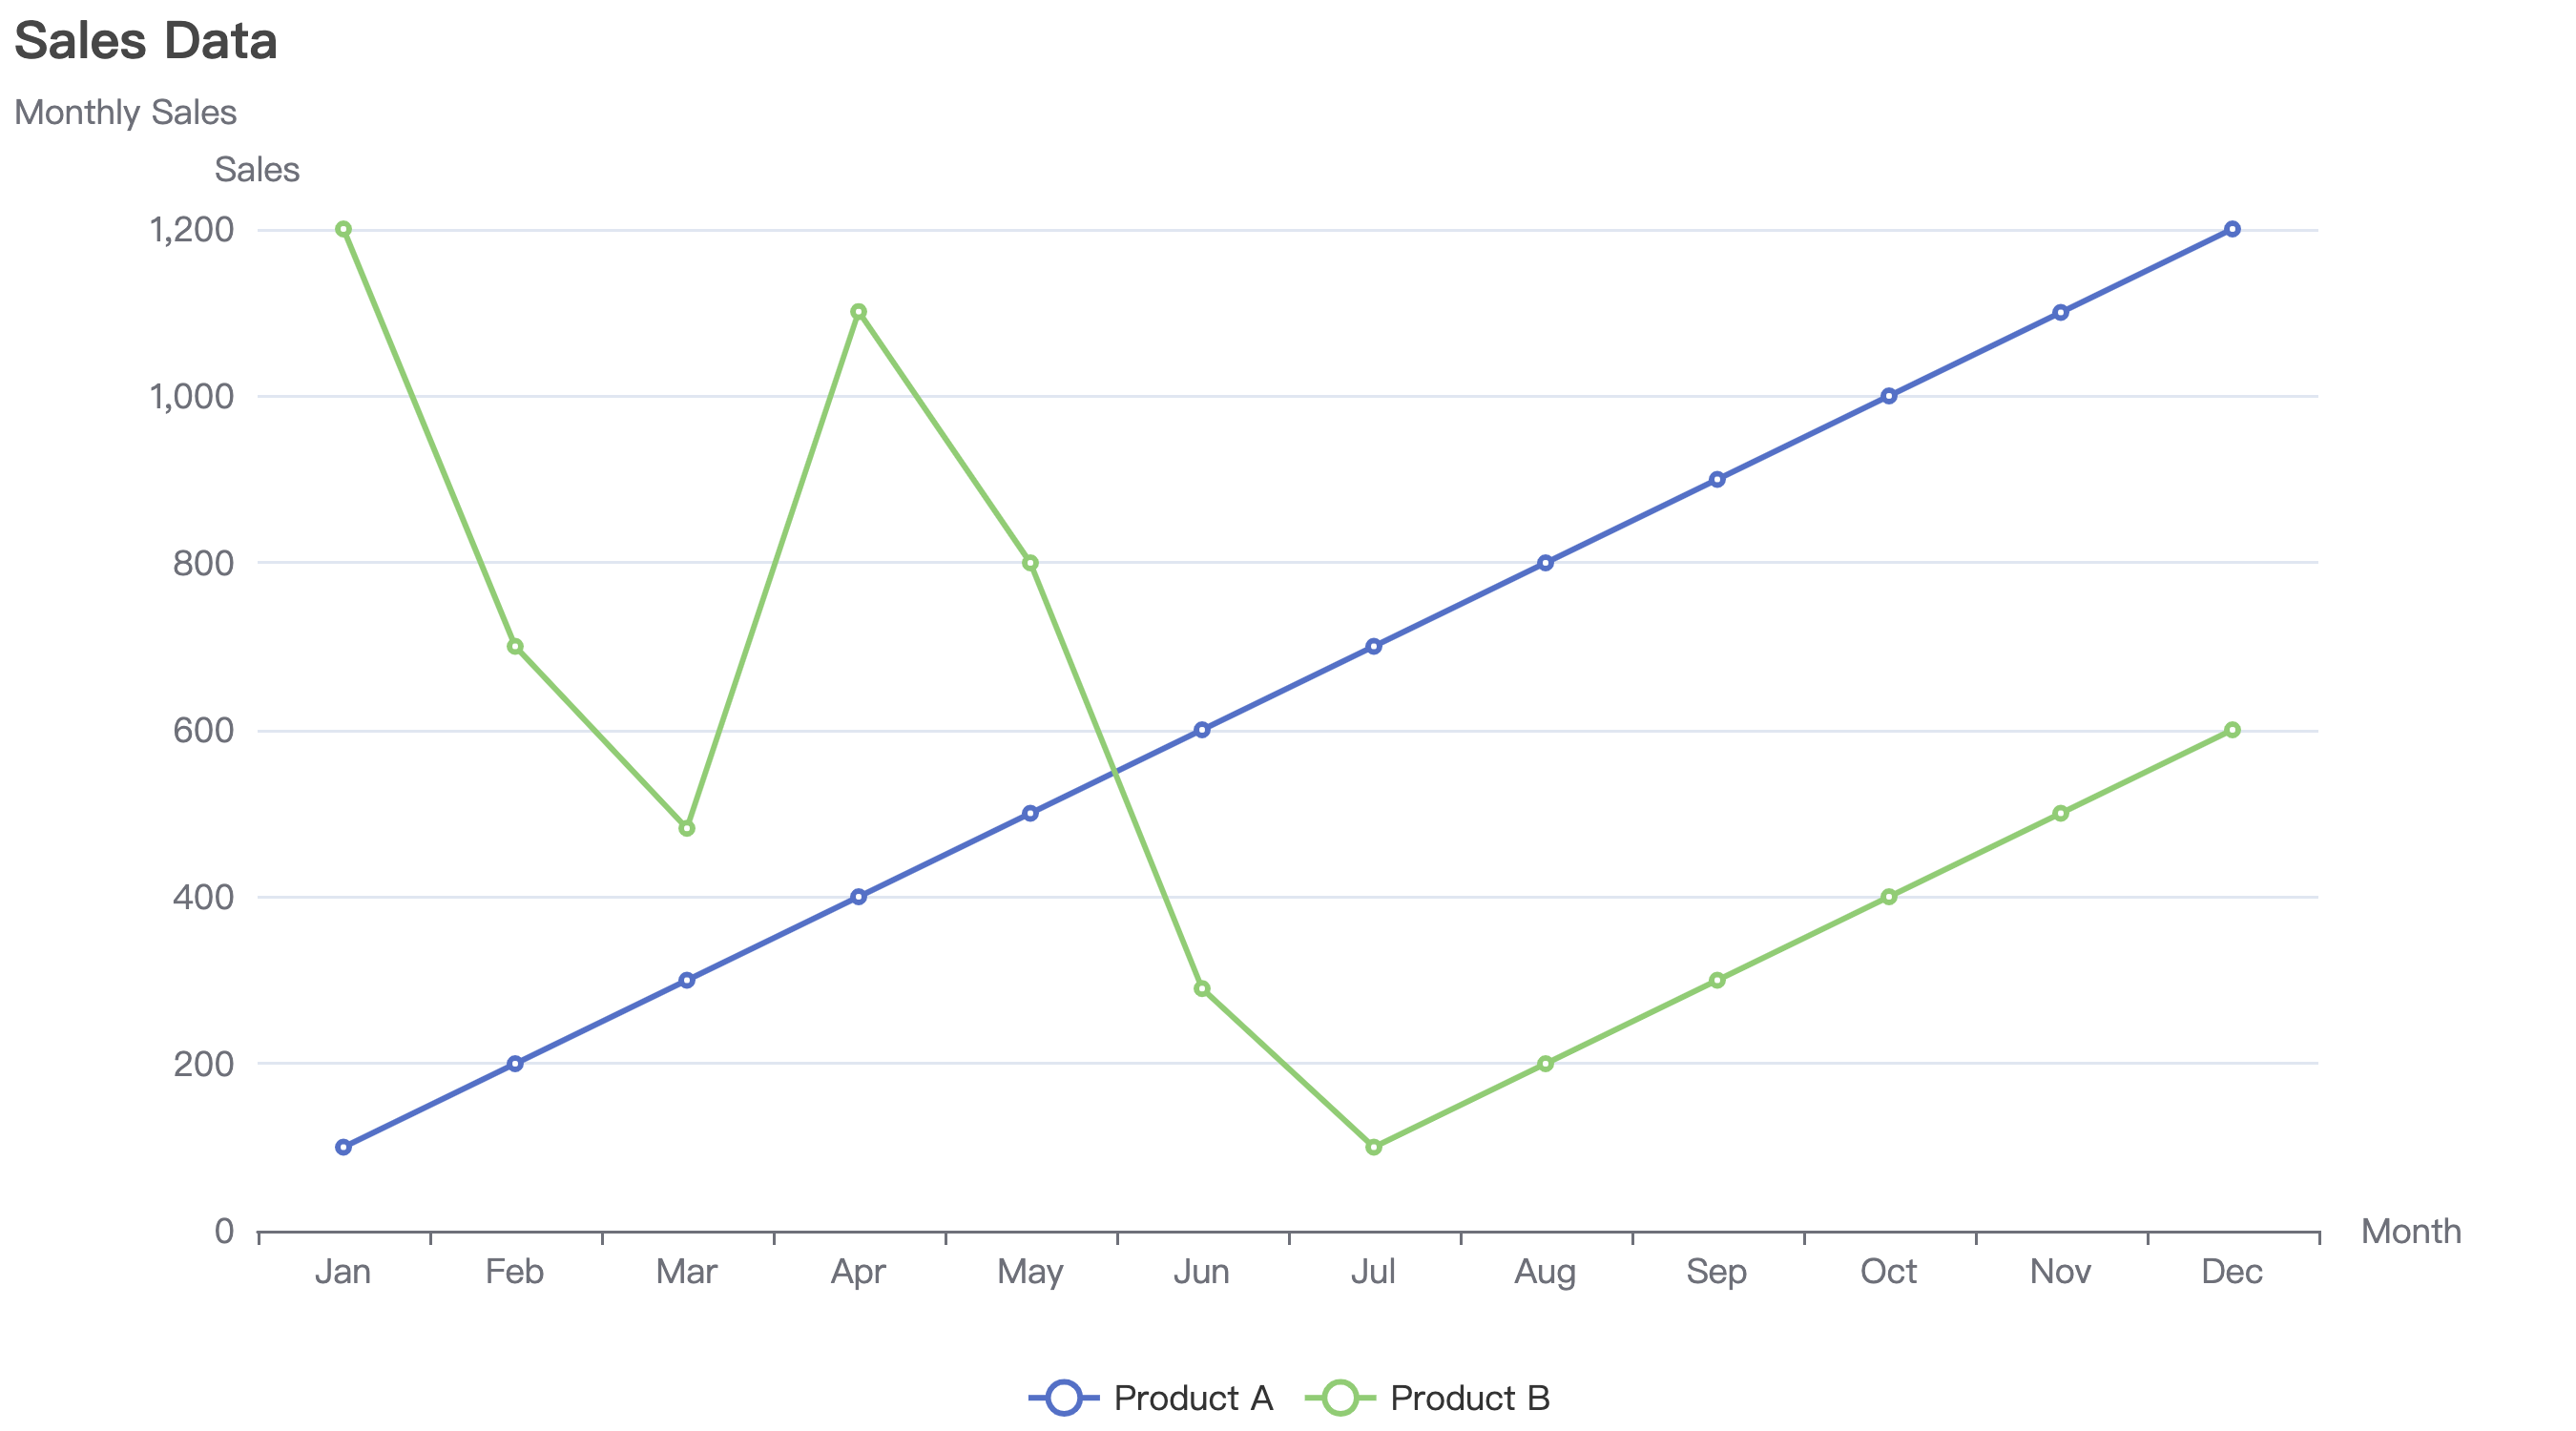 Sales Data
Monthly Sales
Sales
1,200
1,000
800
600
400
200
0
Month
Jan Feb Mar Apr May Jun Jul Aug Sep Oct Nov Dec
Product A Product B